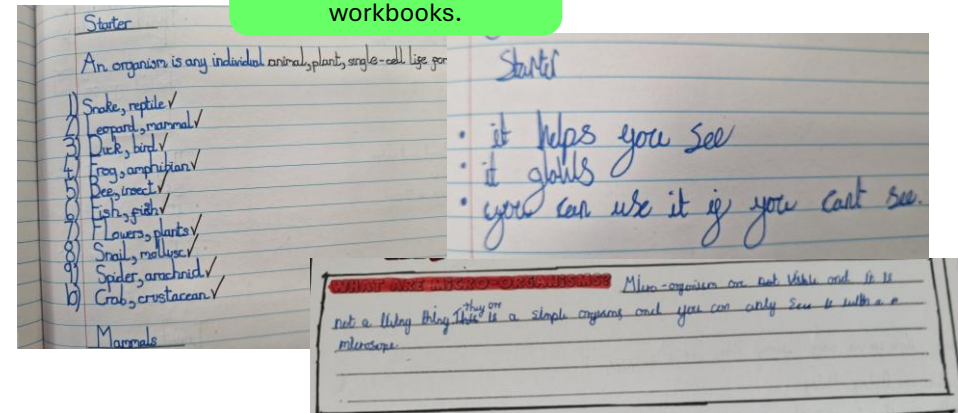 workbooks.
Starter
An organism is any individual animal, plant, single-cell life for
1) Snake, reptile ✓
2) Leopard, mammal ✓
3) Duck, bird ✓
4) Frog, amphibian ✓
5) Bee, insect ✓
6) Fish, fish ✓
7) Flowers, plants ✓
8) Snail, mollusc ✓
9) Spider, arachnid ✓
10) Crab, crustacean ✓
Mammals
Starter
• it helps you see
• it
• you can use it if you cant see.
WHAT ARE MICRO-ORGANISMS? Micro-organism are not visble and it is
not a living thing. they are is a simple orgnisms and you can only see it with a
microscope.